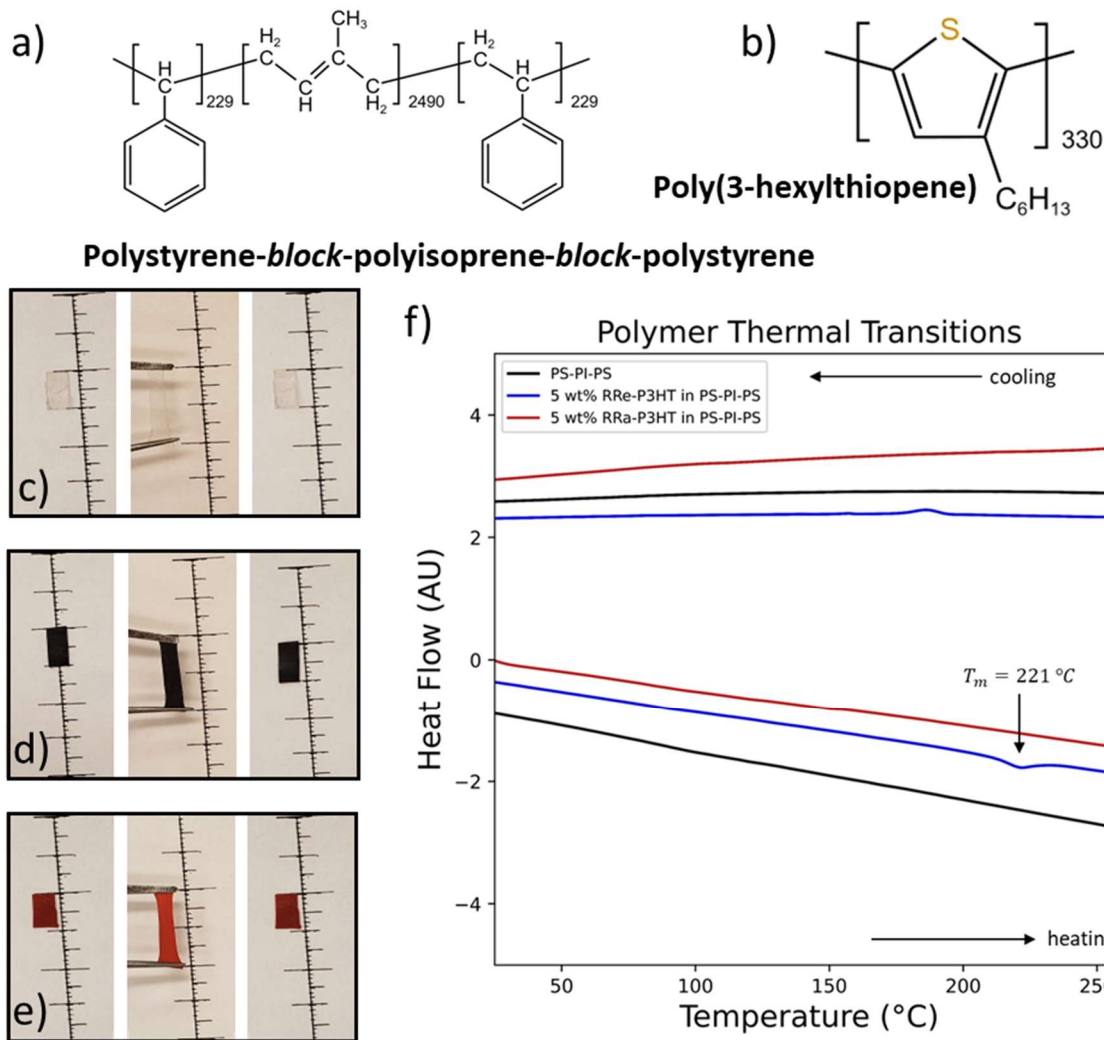 a)
H₂
C
CH₃
C
H
C
H₂
H
C
229
2490
H₂
C
H
C
229
b)
S
330
C₆H₁₃
Poly(3-hexylthiopene)
Polystyrene-block-polyisoprene-block-polystyrene
c)
d)
e)
f)
Polymer Thermal Transitions
PS-PI-PS
5 wt% RRe-P3HT in PS-PI-PS
5 wt% RRa-P3HT in PS-PI-PS
cooling
Heat Flow (AU)
4
2
0
−2
−4
T_m = 221 °C
heatin
50
100
150
200
250
Temperature (°C)